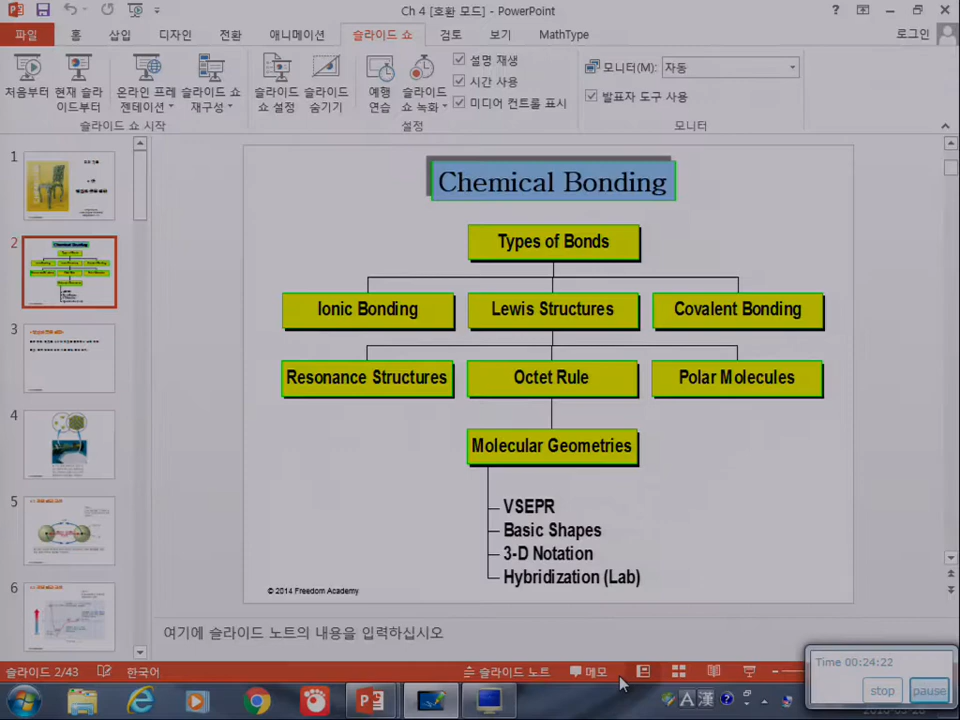 Ch 4 [호환 모드] - PowerPoint
파일 홈 삽입 디자인 전환 애니메이션 슬라이드 쇼 검토 보기 MathType 로그인
처음부터
현재 슬라이드부터
온라인 프레젠테이션
슬라이드 쇼 재구성
슬라이드 쇼 시작
슬라이드 쇼 설정
슬라이드 숨기기
예행 연습
슬라이드 쇼 녹화
설명 재생
시간 사용
미디어 컨트롤 표시
설정
모니터(M): 자동
발표자 도구 사용
모니터
1
2
3
4
5
6
Chemical Bonding
Types of Bonds
Ionic Bonding Lewis Structures Covalent Bonding
Resonance Structures Octet Rule Polar Molecules
Molecular Geometries
VSEPR
Basic Shapes
3-D Notation
Hybridization (Lab)
© 2014 Freedom Academy
여기에 슬라이드 노트의 내용을 입력하십시오
슬라이드 2/43 한국어 슬라이드 노트 메모
Time 00:24:22
stop pause
A 漢